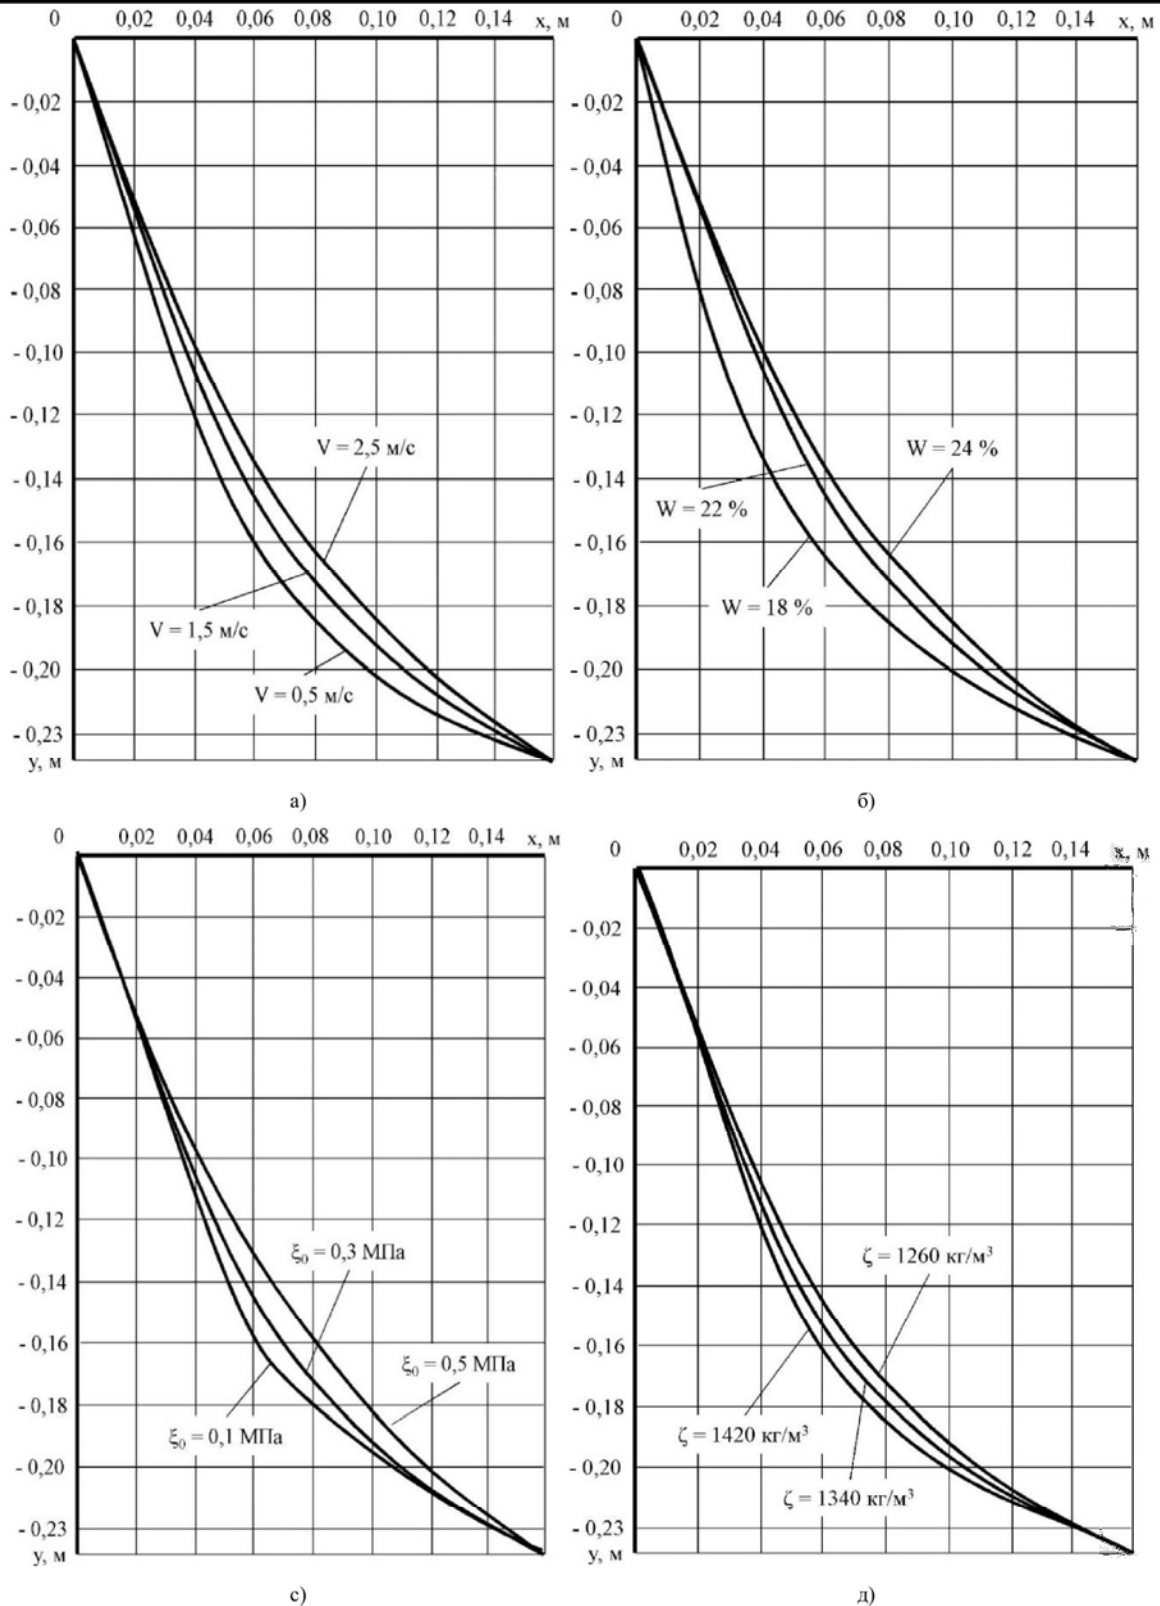 0 0,02 0,04 0,06 0,08 0,10 0,12 0,14 x, м
- 0,02
- 0,04
- 0,06
- 0,08
- 0,10
- 0,12
- 0,14
- 0,16
- 0,18
- 0,20
- 0,23
y, м
V = 2,5 м/с
V = 1,5 м/с
V = 0,5 м/с
а)
0 0,02 0,04 0,06 0,08 0,10 0,12 0,14 x, м
- 0,02
- 0,04
- 0,06
- 0,08
- 0,10
- 0,12
- 0,14
- 0,16
- 0,18
- 0,20
- 0,23
y, м
W = 24 %
W = 22 %
W = 18 %
б)
0 0,02 0,04 0,06 0,08 0,10 0,12 0,14 x, м
- 0,02
- 0,04
- 0,06
- 0,08
- 0,10
- 0,12
- 0,14
- 0,16
- 0,18
- 0,20
- 0,23
y, м
ξ₀ = 0,3 МПа
ξ₀ = 0,5 МПа
ξ₀ = 0,1 МПа
с)
0 0,02 0,04 0,06 0,08 0,10 0,12 0,14 x, м
- 0,02
- 0,04
- 0,06
- 0,08
- 0,10
- 0,12
- 0,14
- 0,16
- 0,18
- 0,20
- 0,23
y, м
ζ = 1260 кг/м³
ζ = 1420 кг/м³
ζ = 1340 кг/м³
д)